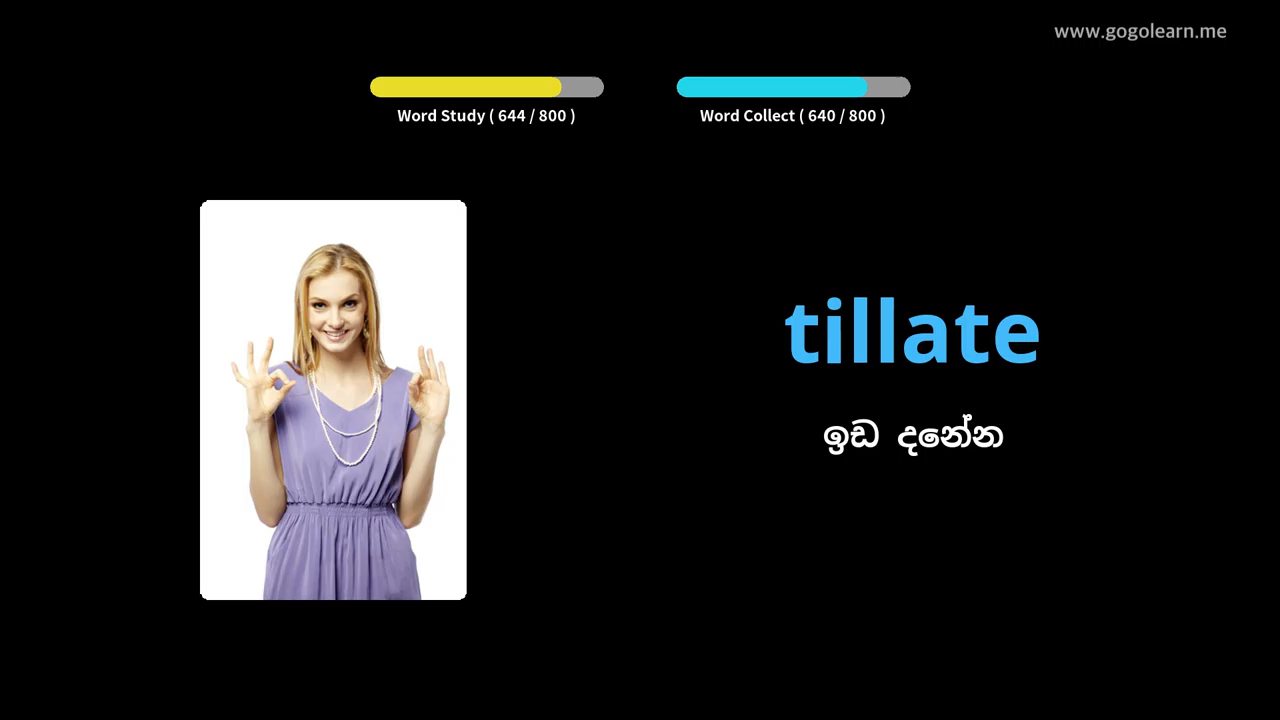 www.gogolearn.me
Word Study ( 644 / 800 )
Word Collect ( 640 / 800 )
tillate
ඉඩ දනේන